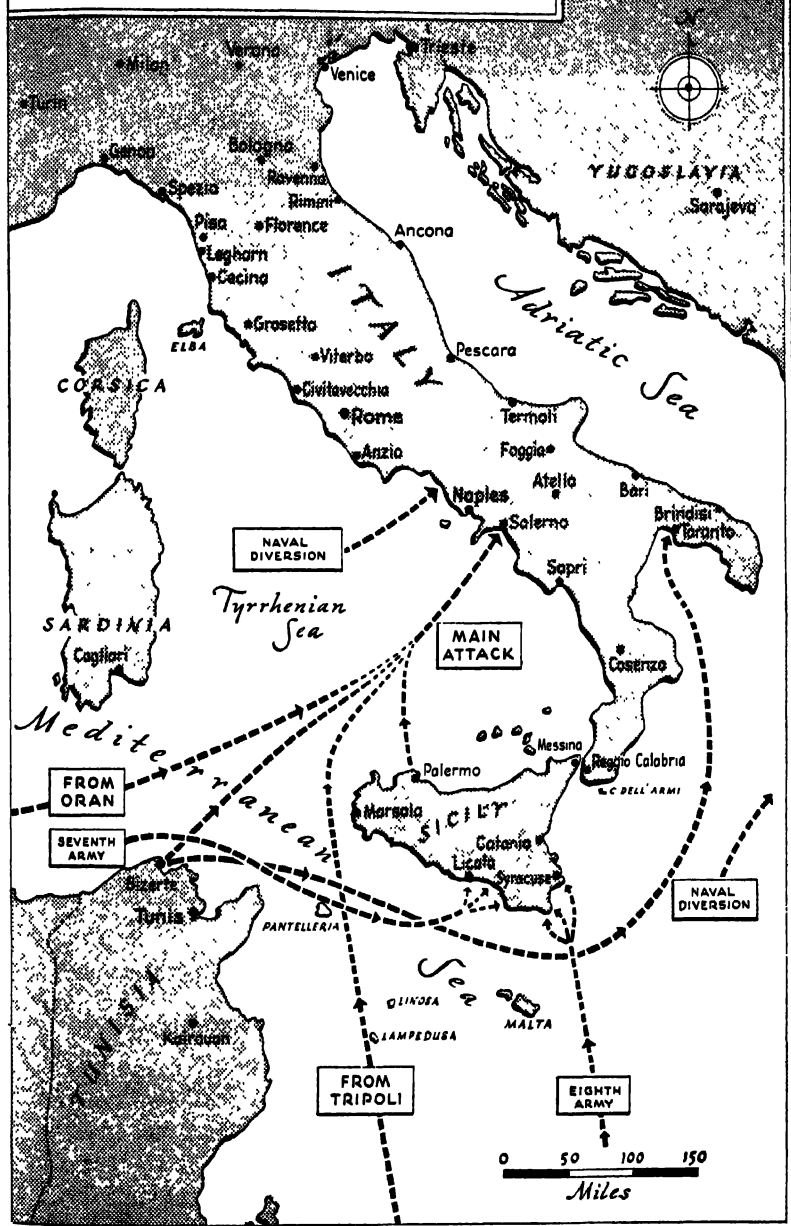 N
Milan
Verona
Trieste
Venice
Turin
Genoa
Bologna
Ravenna
YUGOSLAVIA
Spezia
Rimini
Sarajevo
Pisa
Florence
Ancona
Leghorn
Cecina
ITALY
Adriatic Sea
Grosetto
ELBA
Viterbo
Pescara
CORSICA
Civitavecchia
Rome
Termoli
Anzio
Foggia
Atella
Bari
Naples
Brindisi
Salerno
Taranto
NAVAL
DIVERSION
Sapri
Tyrrhenian
Sea
SARDINIA
MAIN
ATTACK
Cagliari
Cosenza
Mediterranean
Sea
Messina
Reggio Calabria
Palermo
C. DELL'ARMI
FROM
ORAN
Marsala
SICILY
SEVENTH
ARMY
Catania
Licata
Syracuse
Bizerte
NAVAL
DIVERSION
Tunis
PANTELLERIA
TUNISIA
LINOSA
MALTA
Kairouan
LAMPEDUSA
FROM
TRIPOLI
EIGHTH
ARMY
0 50 100 150
Miles